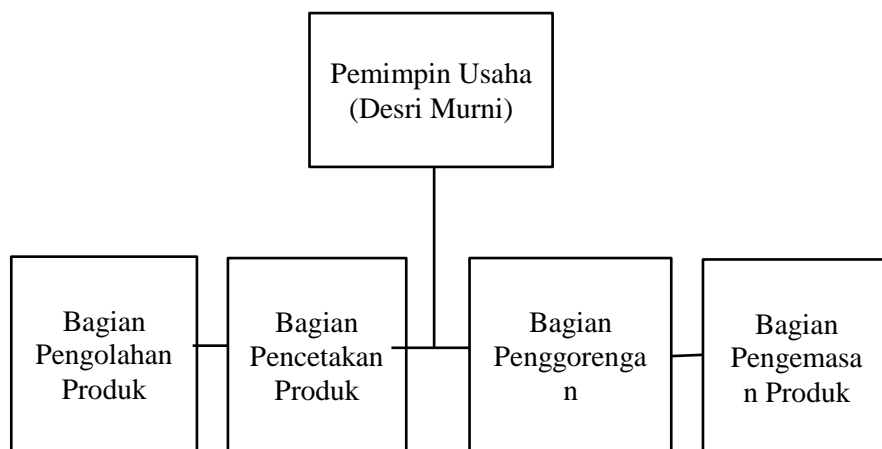 Pemimpin Usaha
(Desri Murni)
Bagian
Pengolahan
Produk
Bagian
Pencetakan
Produk
Bagian
Penggorenga
n
Bagian
Pengemasa
n Produk